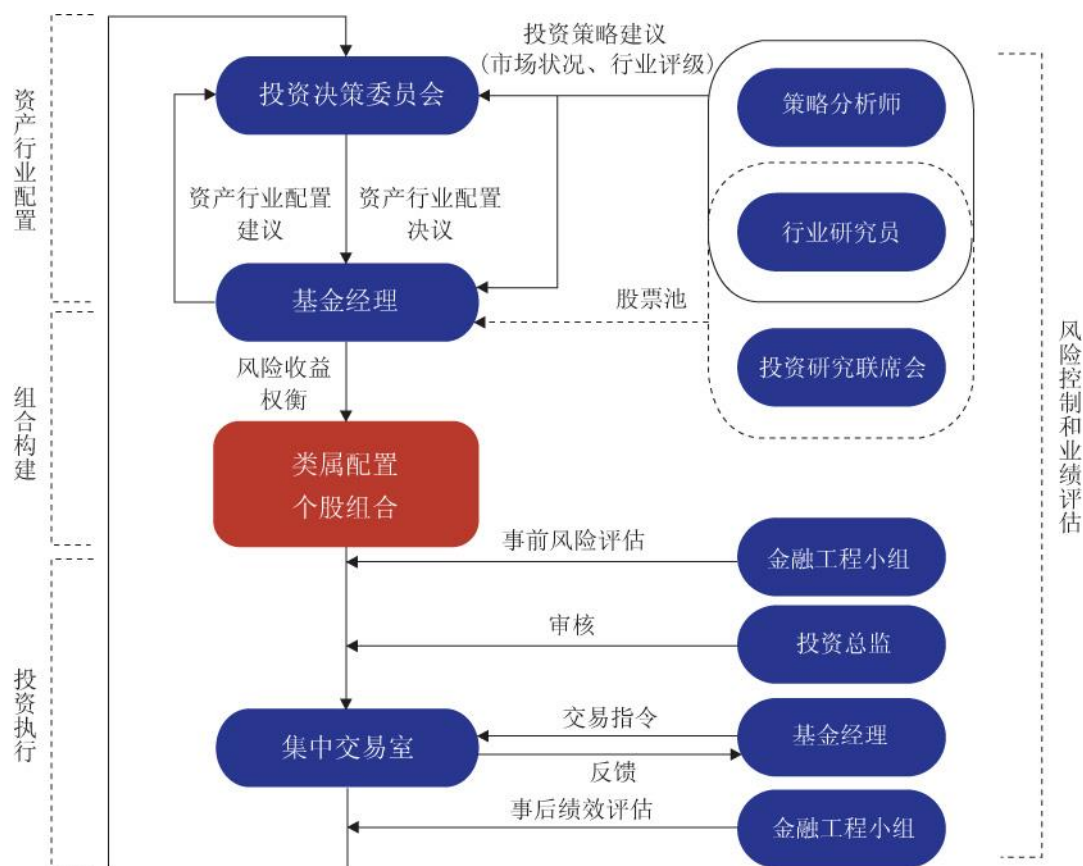 投资策略建议
(市场状况、行业评级)
投资决策委员会
策略分析师
资产行业配置
资产行业配置
建议
资产行业配置
决议
行业研究员
基金经理
股票池
投资研究联席会
风险收益
权衡
组合构建
类属配置
个股组合
风险控制和业绩评估
事前风险评估
金融工程小组
审核
投资总监
投资执行
集中交易室
交易指令
基金经理
反馈
事后绩效评估
金融工程小组